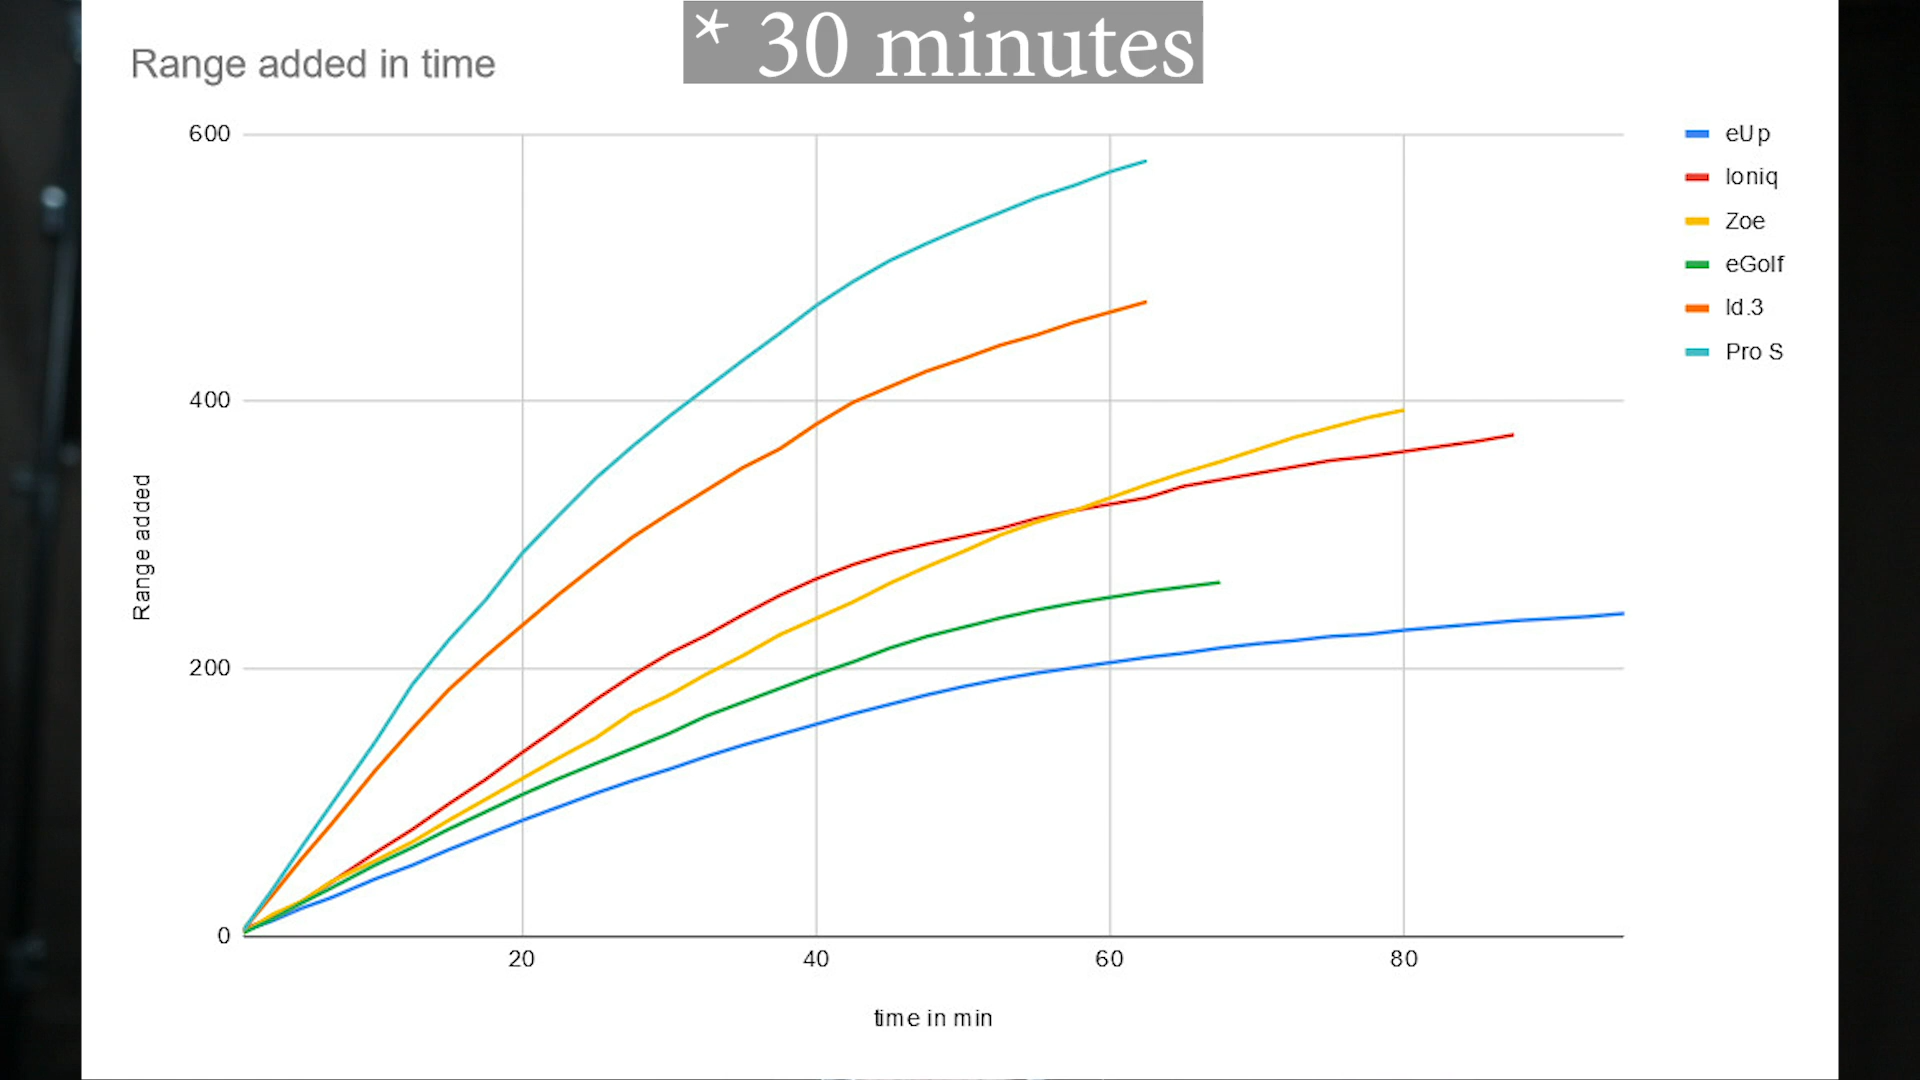 * 30 minutes
Range added in time
600
400
200
0
Range added
20
40
60
80
time in min
eUp
Ioniq
Zoe
eGolf
Id.3
Pro S